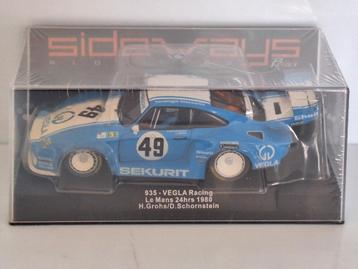 sideways
49
49
SEKURIT
VEGLA
935 - VEGLA Racing
Le Mans 24hrs 1980
H.Grohs/D.Schornstein